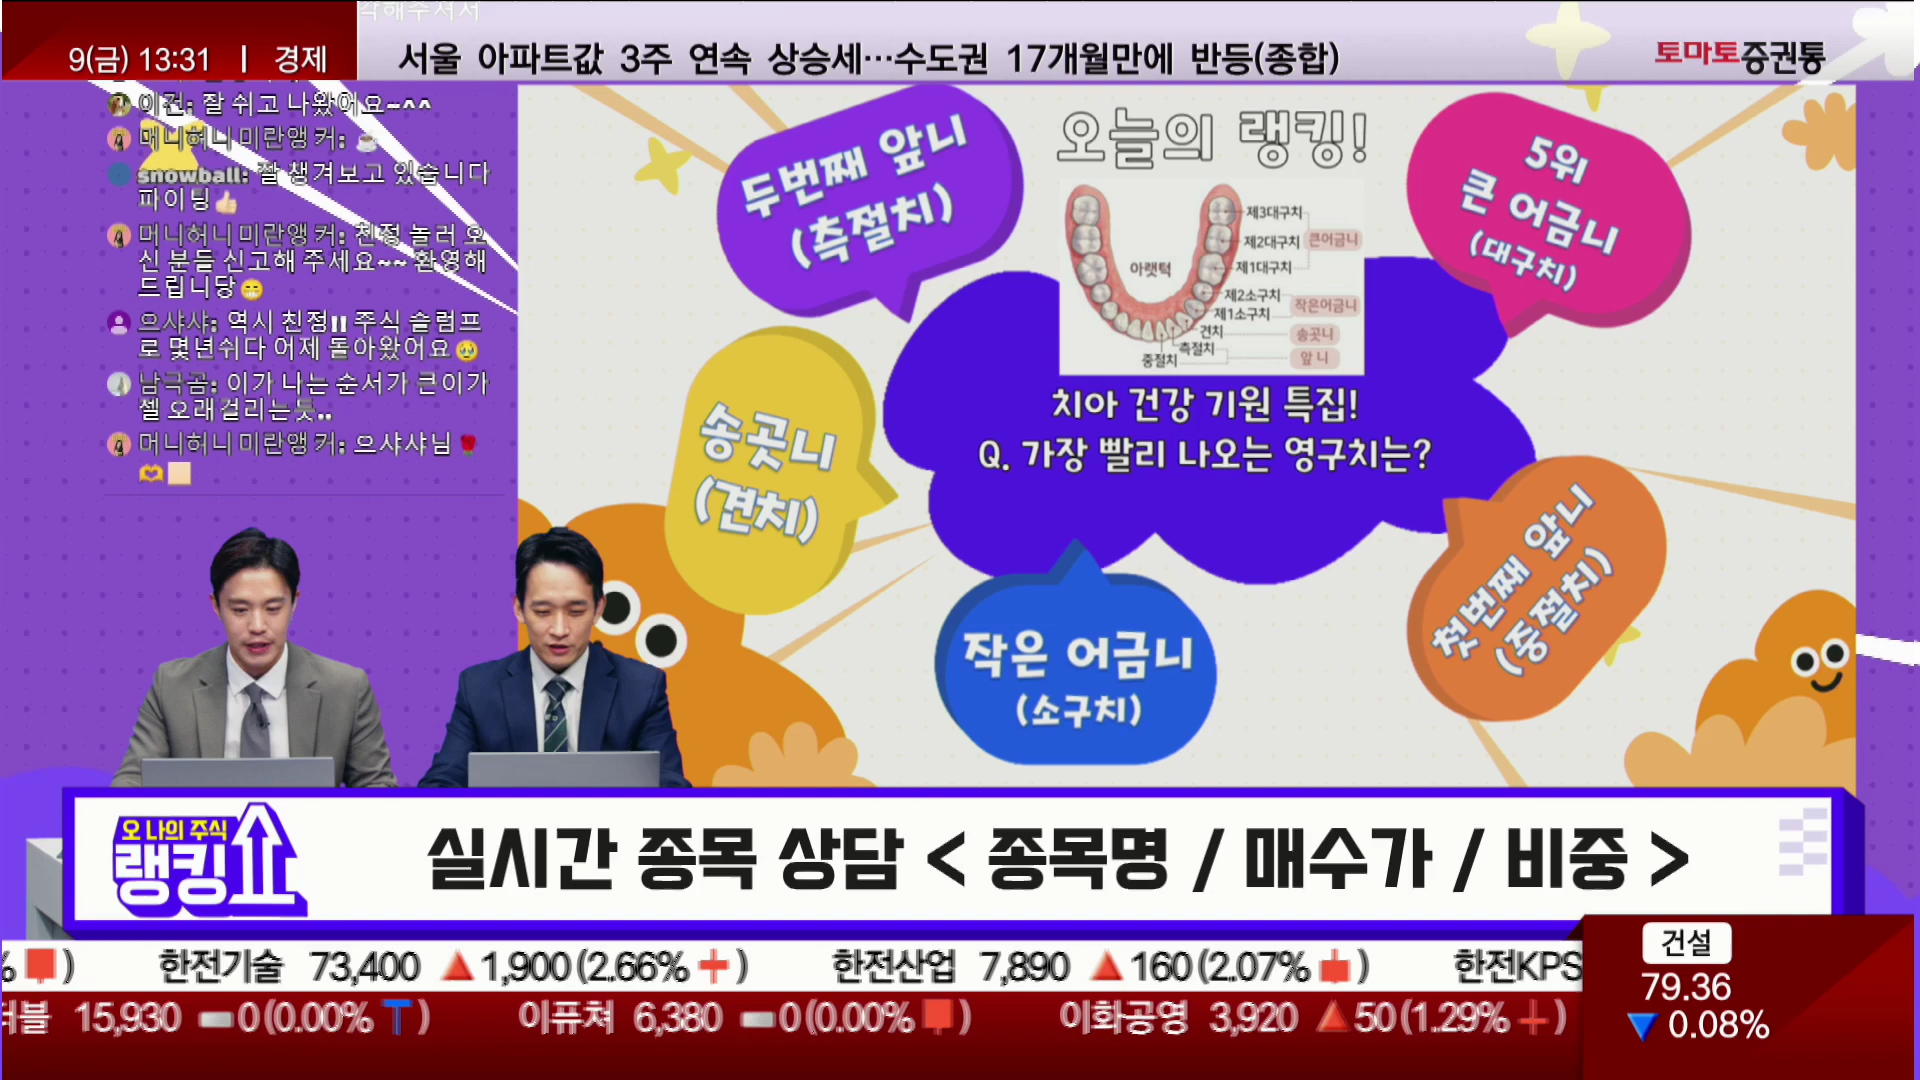 각해주셔서
9(금) 13:31 | 경제
서울 아파트값 3주 연속 상승세…수도권 17개월만에 반등(종합)
토마토증권통
이건: 잘 쉬고 나왔어요~^^
머니허니 미란앵커: ☕
snowball: 잘 챙겨보고 있습니다
파이팅👍🏻
머니허니 미란앵커: 친정 놀러 오
신 분들 신고해 주세요~~ 환영해
드립니당😁
으샤샤: 역시 친정!! 주식 슬럼프
로 몇년쉬다 어제 돌아왔어요🥹
남극곰: 이가 나는 순서가 큰이가
젤 오래걸리는듯..
머니허니 미란앵커: 으샤샤님🌹
🫶🏻
오늘의 랭킹!
두번째 앞니
(측절치)
5위
큰 어금니
(대구치)
아랫턱
제3대구치
제2대구치
큰어금니
제1대구치
제2소구치
작은어금니
제1소구치
견치
송곳니
측절치
앞 니
중절치
치아 건강 기원 특집!
Q. 가장 빨리 나오는 영구치는?
송곳니
(견치)
첫번째 앞니
(중절치)
작은 어금니
(소구치)
오 나의 주식
랭킹쇼
실시간 종목 상담 < 종목명 / 매수가 / 비중 >
% ) 한전기술 73,400 ▲1,900(2.66% ) 한전산업 7,890 ▲160(2.07% ) 한전KPS
블 15,930 0(0.00% ) 이퓨쳐 6,380 0(0.00% ) 이화공영 3,920 ▲50(1.29% )
건설
79.36
▼ 0.08%